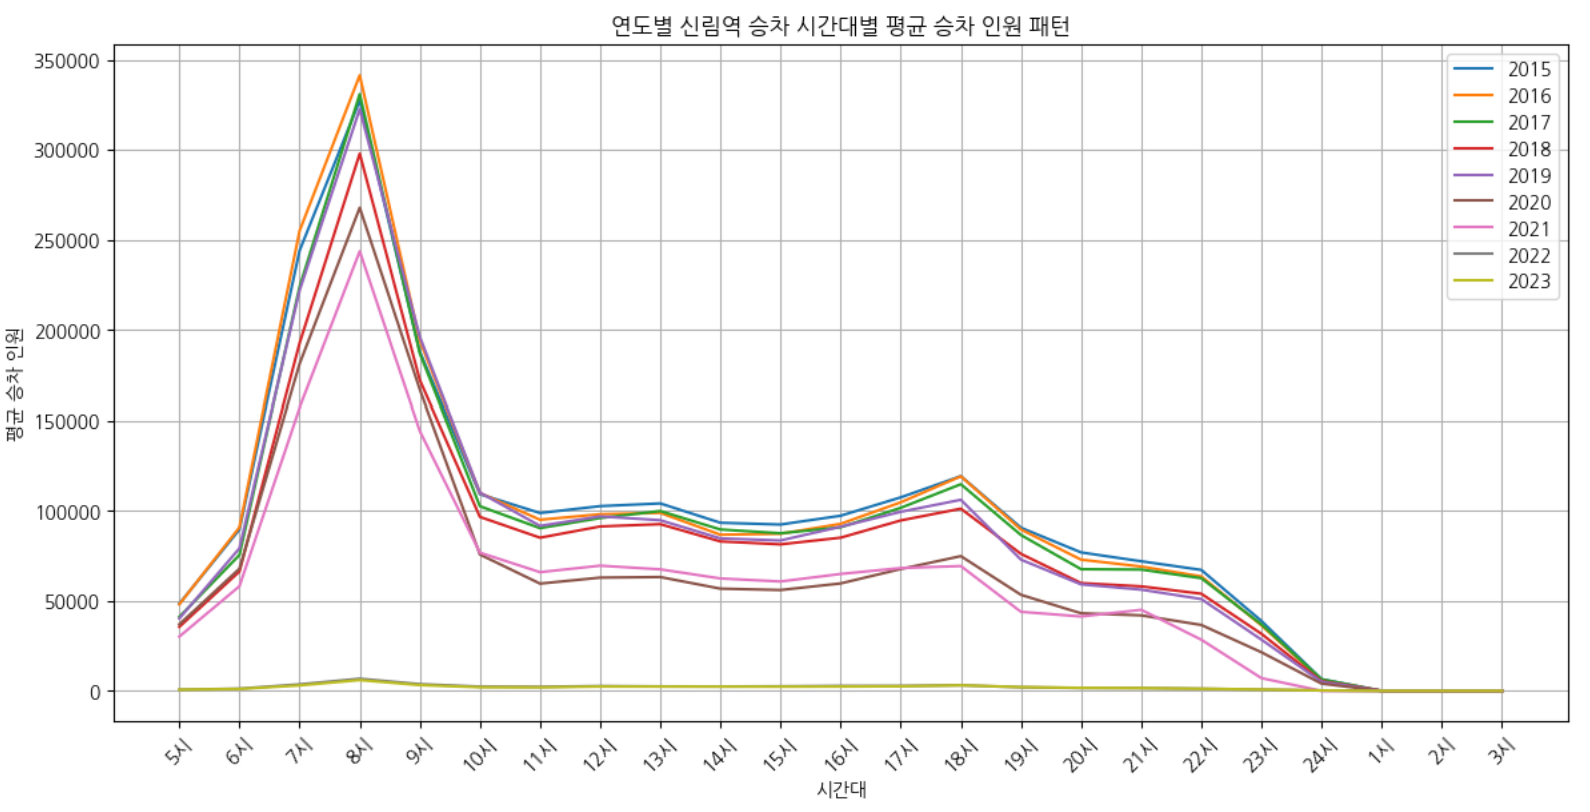 연도별 신림역 승차 시간대별 평균 승차 인원 패턴
350000
300000
250000
200000
150000
100000
50000
0
평균 승차 인원
2015
2016
2017
2018
2019
2020
2021
2022
2023
5시
6시
7시
8시
9시
10시
11시
12시
13시
14시
15시
16시
17시
18시
19시
20시
21시
22시
23시
24시
1시
2시
3시
시간대